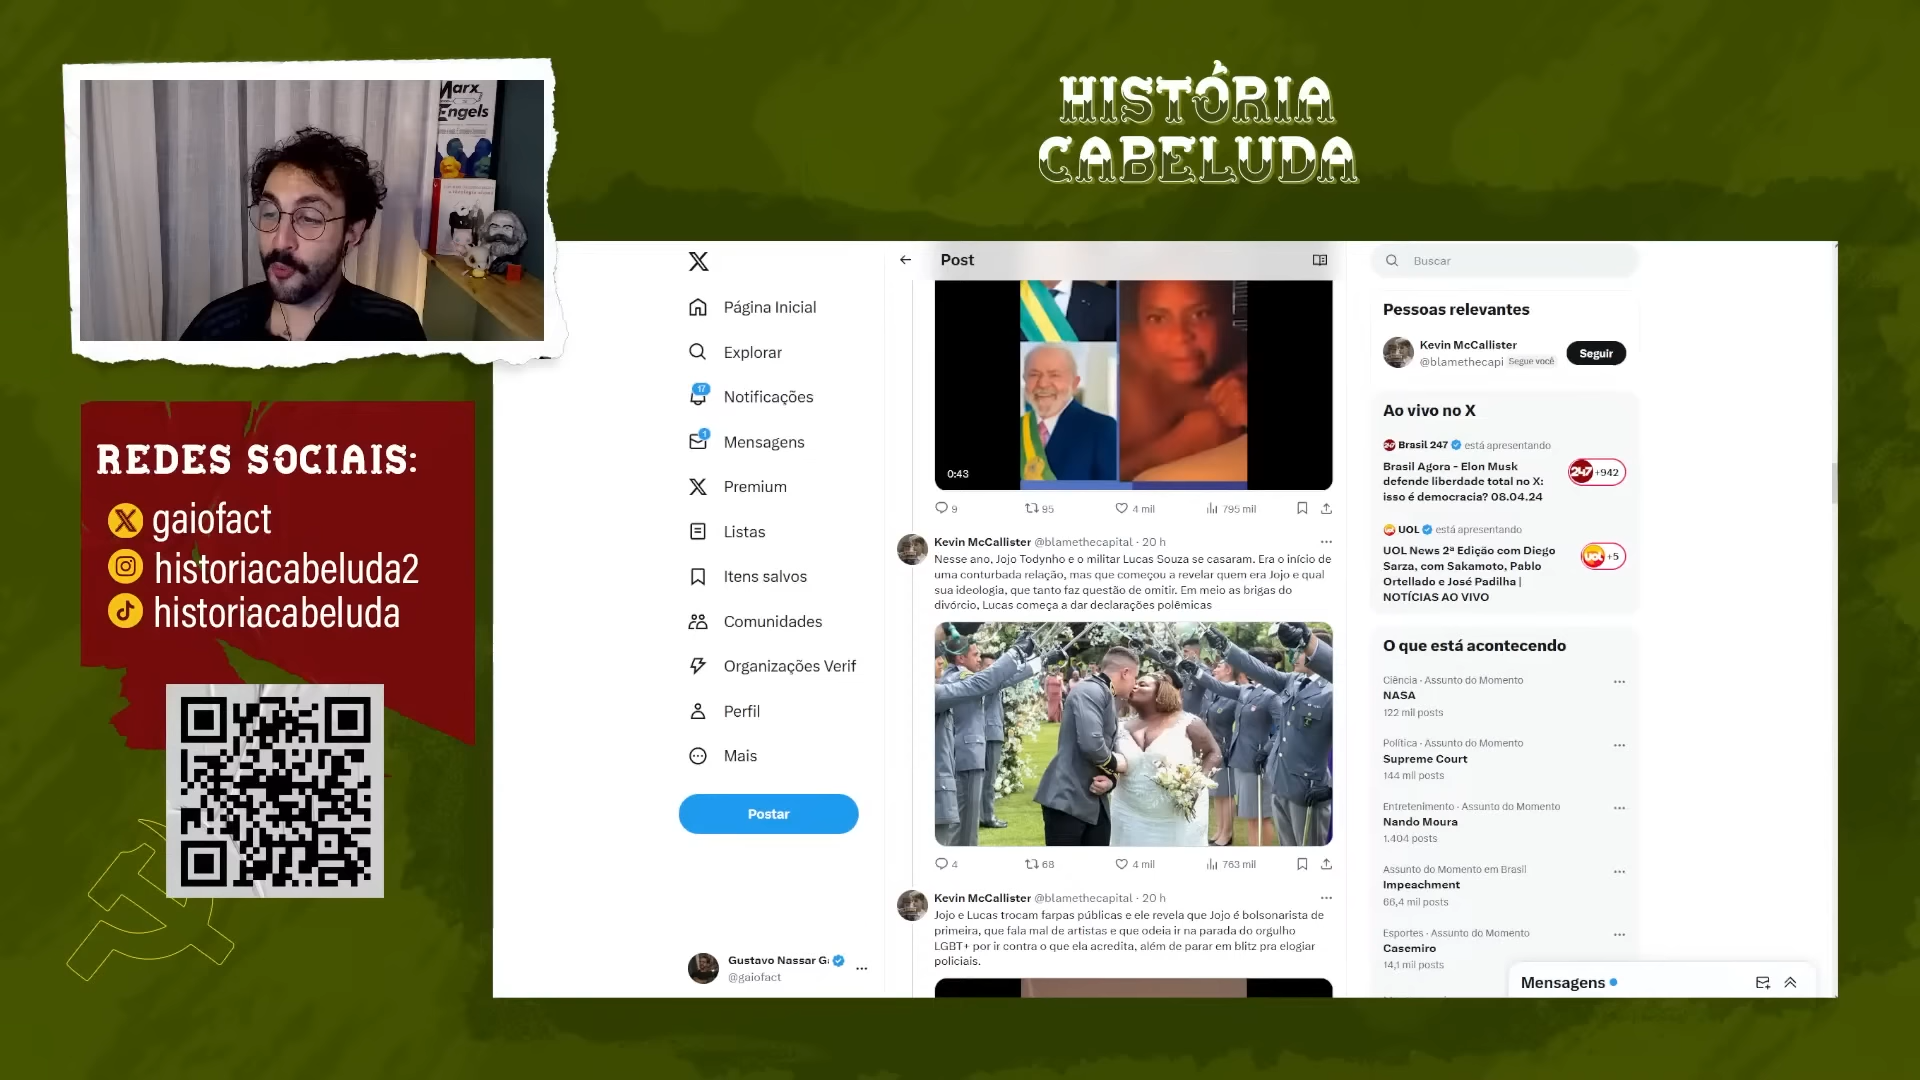 HISTÓRIA
CABELUDA
Marx
Engels
REDES SOCIAIS:
gaiofact
historiacabeluda2
historiacabeluda
Página Inicial
Explorar
17
Notificações
1
Mensagens
Premium
Listas
Itens salvos
Comunidades
Organizações Verif
Perfil
Mais
Postar
Gustavo Nassar G
@gaiofact
Post
0:43
9 95 4 mil 795 mil
Kevin McCallister @blamethecapital · 20 h
Nesse ano, Jojo Todynho e o militar Lucas Souza se casaram. Era o início de
uma conturbada relação, mas que começou a revelar quem era Jojo e qual
sua ideologia, que tanto faz questão de omitir. Em meio as brigas do
divórcio, Lucas começa a dar declarações polêmicas
4 68 4 mil 763 mil
Kevin McCallister @blamethecapital · 20 h
Jojo e Lucas trocam farpas públicas e ele revela que Jojo é bolsonarista de
primeira, que fala mal de artistas e que odeia ir na parada do orgulho
LGBT+ por ir contra o que ela acredita, além de parar em blitz pra elogiar
policiais.
Buscar
Pessoas relevantes
Kevin McCallister
@blamethecapi Segue você
Seguir
Ao vivo no X
Brasil 247 está apresentando
Brasil Agora - Elon Musk
defende liberdade total no X:
isso é democracia? 08.04.24
247 +942
UOL está apresentando
UOL News 2ª Edição com Diego
Sarza, com Sakamoto, Pablo
Ortellado e José Padilha |
NOTÍCIAS AO VIVO
UOL +5
O que está acontecendo
Ciência · Assunto do Momento
NASA
122 mil posts
Política · Assunto do Momento
Supreme Court
144 mil posts
Entretenimento · Assunto do Momento
Nando Moura
1.404 posts
Assunto do Momento em Brasil
Impeachment
66,4 mil posts
Esportes · Assunto do Momento
Casemiro
14,1 mil posts
Mensagens